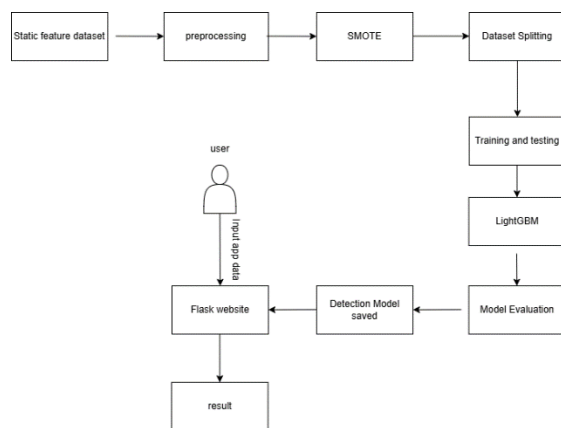 Static feature dataset
preprocessing
SMOTE
Dataset Splitting
Training and testing
user
LightGBM
Input app data
Flask website
Detection Model
saved
Model Evaluation
result